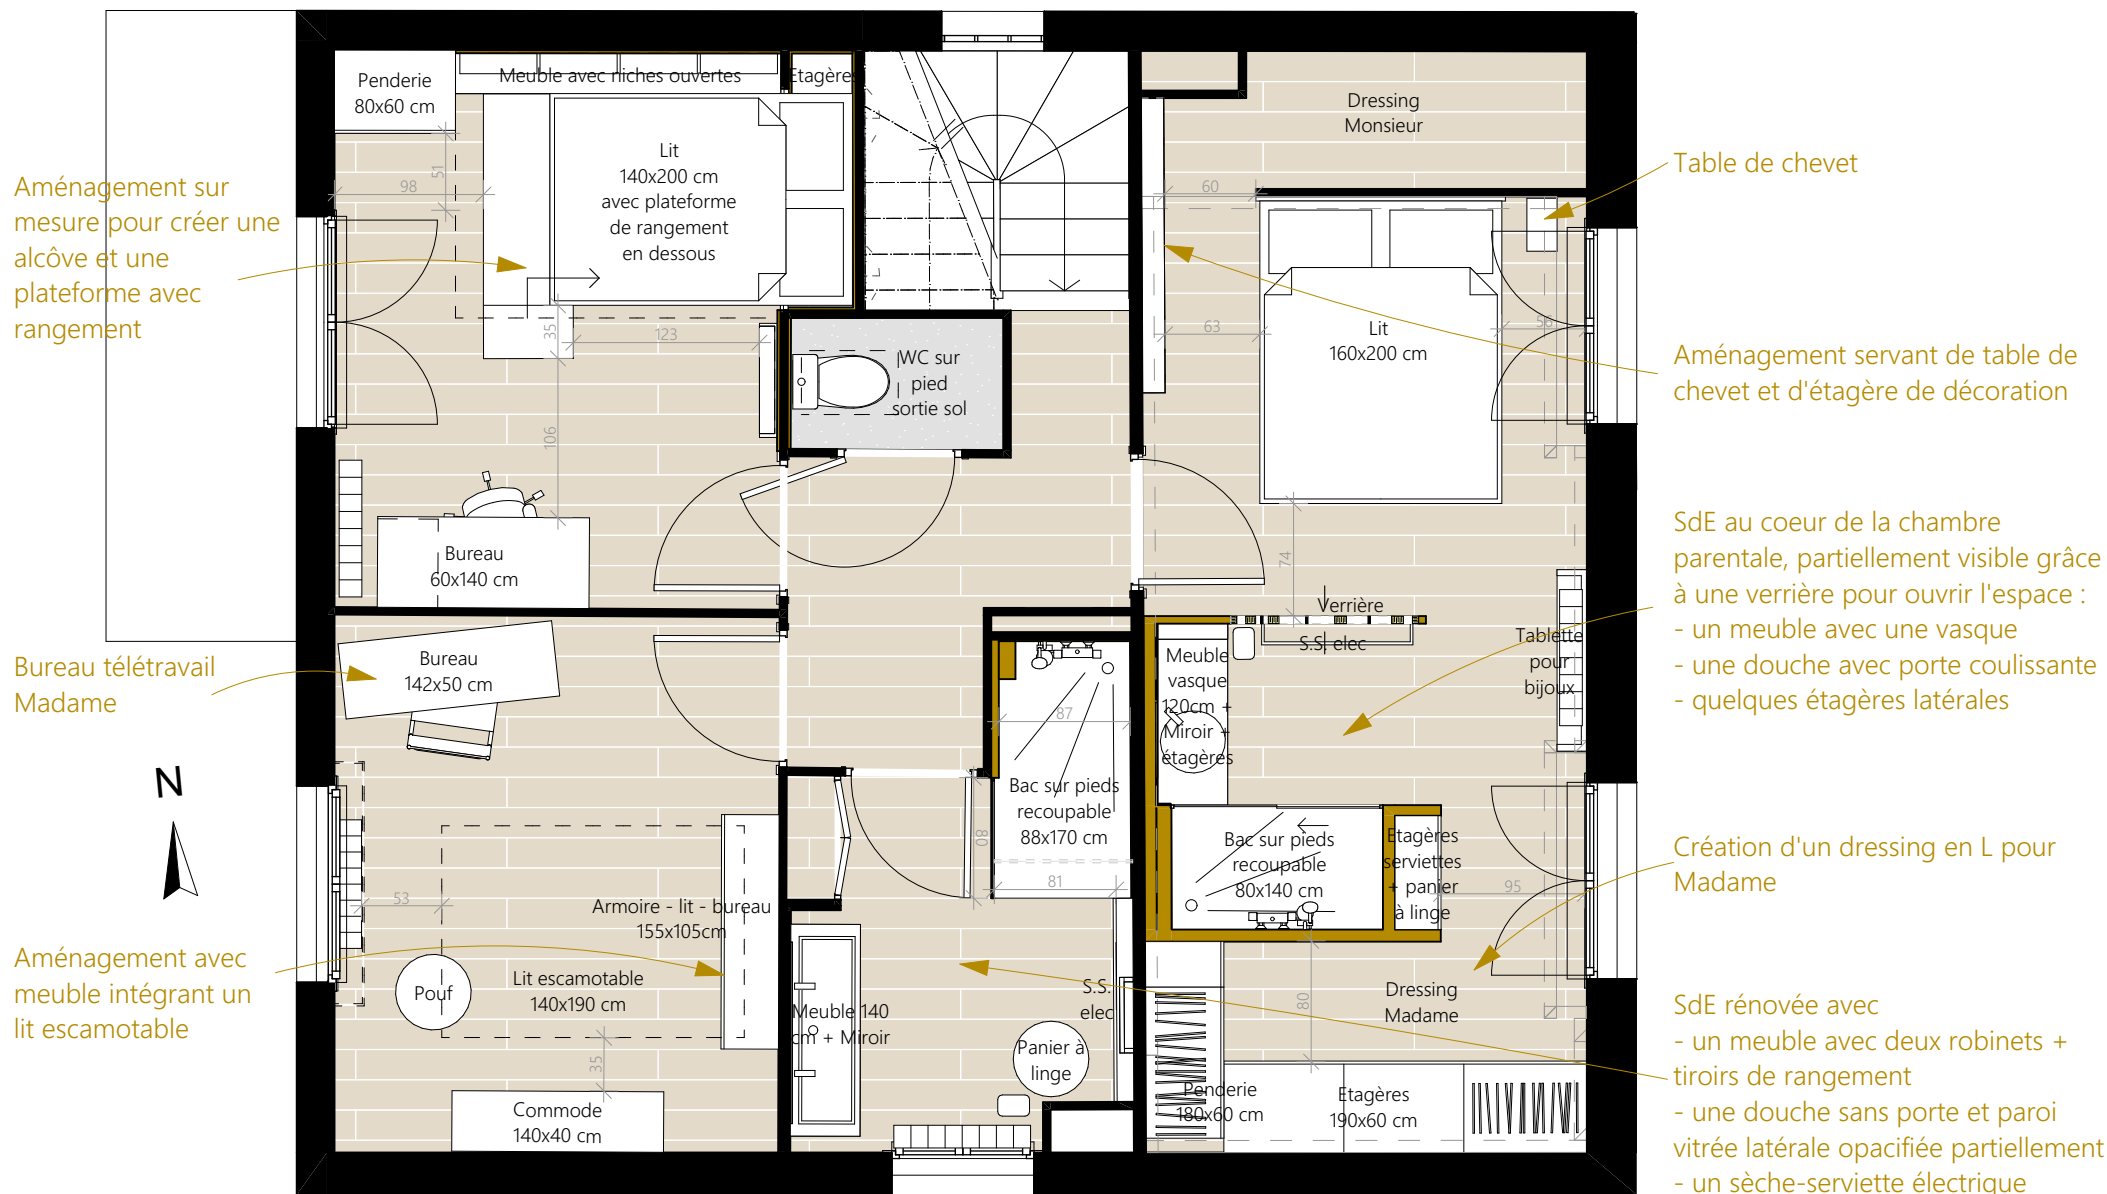 Penderie
80x60 cm
Meuble avec niches ouvertes
Etagères
Lit
140x200 cm
avec plateforme
de rangement
en dessous
98
51
35
123
106
Aménagement sur
mesure pour créer une
alcôve et une
plateforme avec
rangement
WC sur
pied
sortie sol
Bureau
60x140 cm
Dressing
Monsieur
60
63
56
74
Lit
160x200 cm
Table de chevet
Aménagement servant de table de
chevet et d'étagère de décoration
SdE au coeur de la chambre
parentale, partiellement visible grâce
à une verrière pour ouvrir l'espace :
- un meuble avec une vasque
- une douche avec porte coulissante
- quelques étagères latérales
Verrière
S.S. elec
Tablette
pour
bijoux
Meuble
vasque
120cm +
Miroir +
étagères
Bureau télétravail
Madame
Bureau
142x50 cm
N
87
Bac sur pieds
recoupable
88x170 cm
80
81
Bac sur pieds
recoupable
80x140 cm
Etagères
serviettes
+ panier
à linge
95
Création d'un dressing en L pour
Madame
53
Armoire - lit - bureau
155x105cm
Lit escamotable
140x190 cm
Pouf
35
Commode
140x40 cm
Aménagement avec
meuble intégrant un
lit escamotable
Meuble 140
cm + Miroir
S.S.
elec
Panier à
linge
80
Dressing
Madame
Penderie
180x60 cm
Etagères
190x60 cm
SdE rénovée avec
- un meuble avec deux robinets +
tiroirs de rangement
- une douche sans porte et paroi
vitrée latérale opacifiée partiellement
- un sèche-serviette électrique